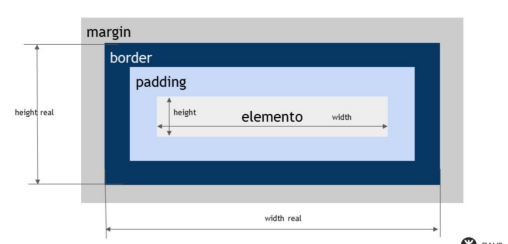 margin
border
padding
height real
height
elemento
width
width real